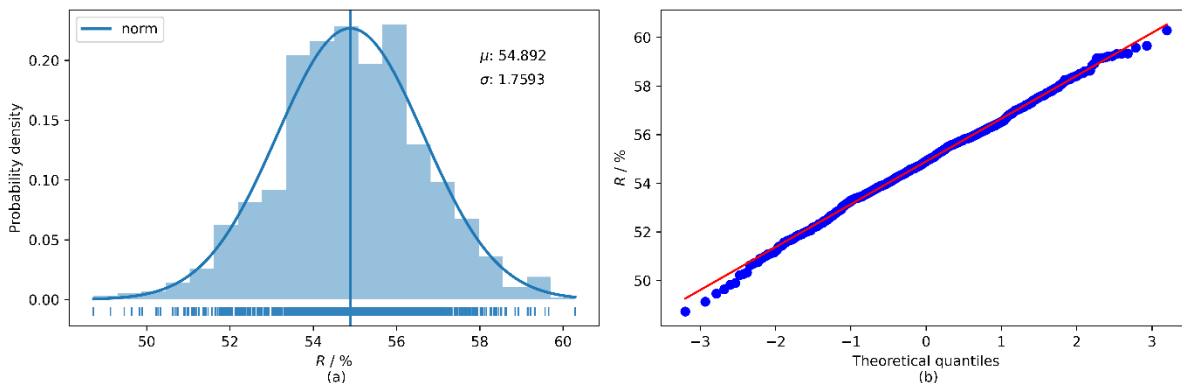 norm
μ: 54.892
σ: 1.7593
Probability density
0.20
0.15
0.10
0.05
0.00
50 52 54 56 58 60
R / %
(a)
R / %
60
58
56
54
52
50
−3 −2 −1 0 1 2 3
Theoretical quantiles
(b)